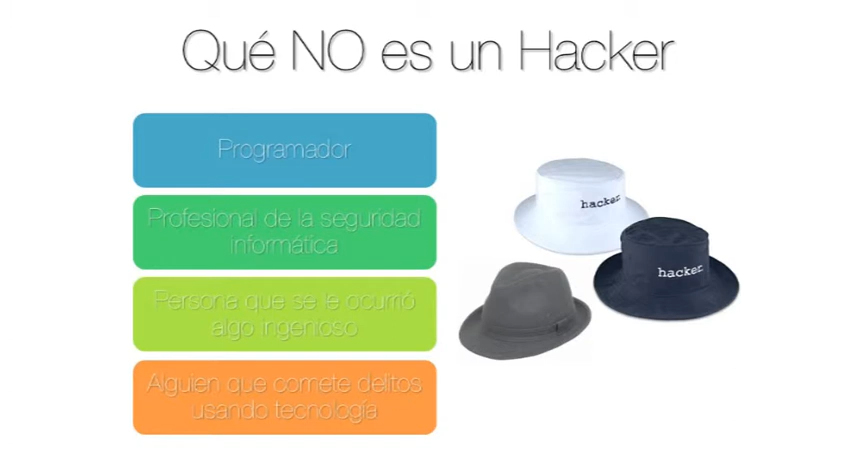 Qué NO es un Hacker
Programador
Profesional de la seguridad
informática
Persona que se le ocurrió
algo ingenioso
Alguien que comete delitos
usando tecnología
hacker.
hacker.